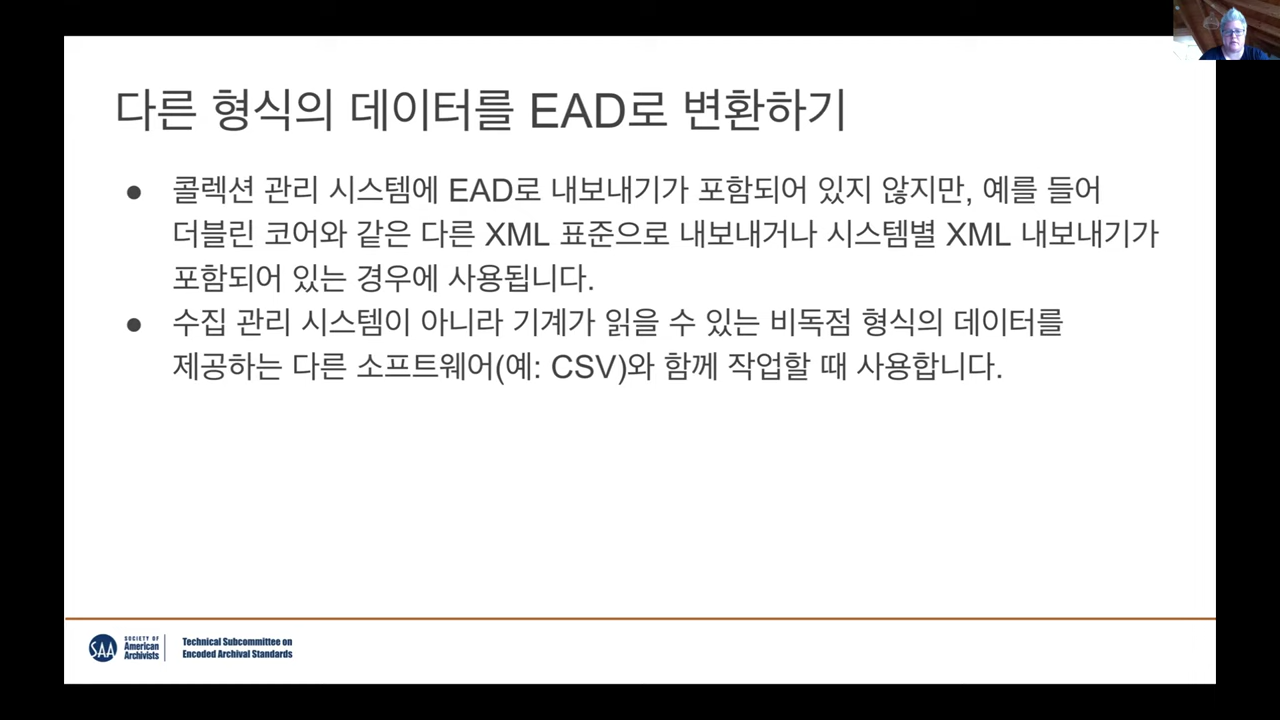 다른 형식의 데이터를 EAD로 변환하기
● 콜렉션 관리 시스템에 EAD로 내보내기가 포함되어 있지 않지만, 예를 들어
더블린 코어와 같은 다른 XML 표준으로 내보내거나 시스템별 XML 내보내기가
포함되어 있는 경우에 사용됩니다.
● 수집 관리 시스템이 아니라 기계가 읽을 수 있는 비독점 형식의 데이터를
제공하는 다른 소프트웨어(예: CSV)와 함께 작업할 때 사용합니다.
SAA
SOCIETY OF
American
Archivists
Technical Subcommittee on
Encoded Archival Standards